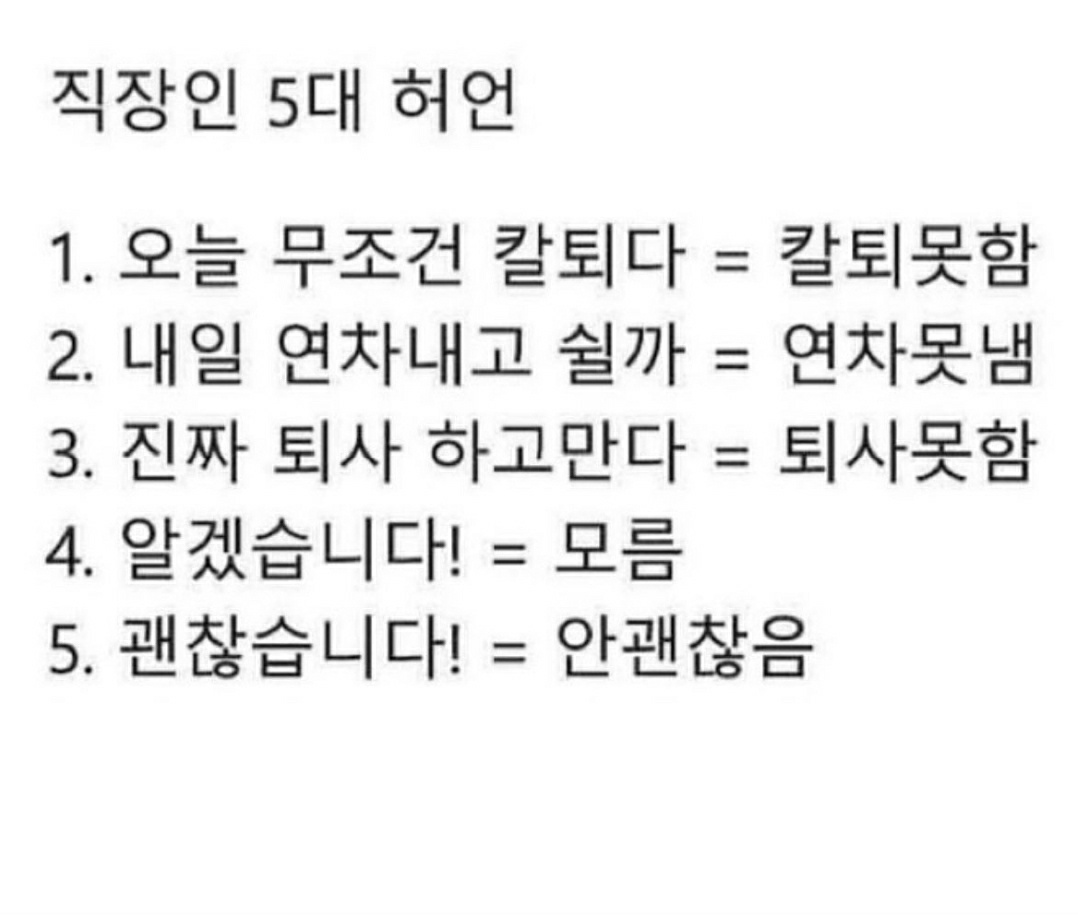 직장인 5대 허언
1. 오늘 무조건 칼퇴다 = 칼퇴못함
2. 내일 연차내고 쉴까 = 연차못냄
3. 진짜 퇴사 하고만다 = 퇴사못함
4. 알겠습니다! = 모름
5. 괜찮습니다! = 안괜찮음